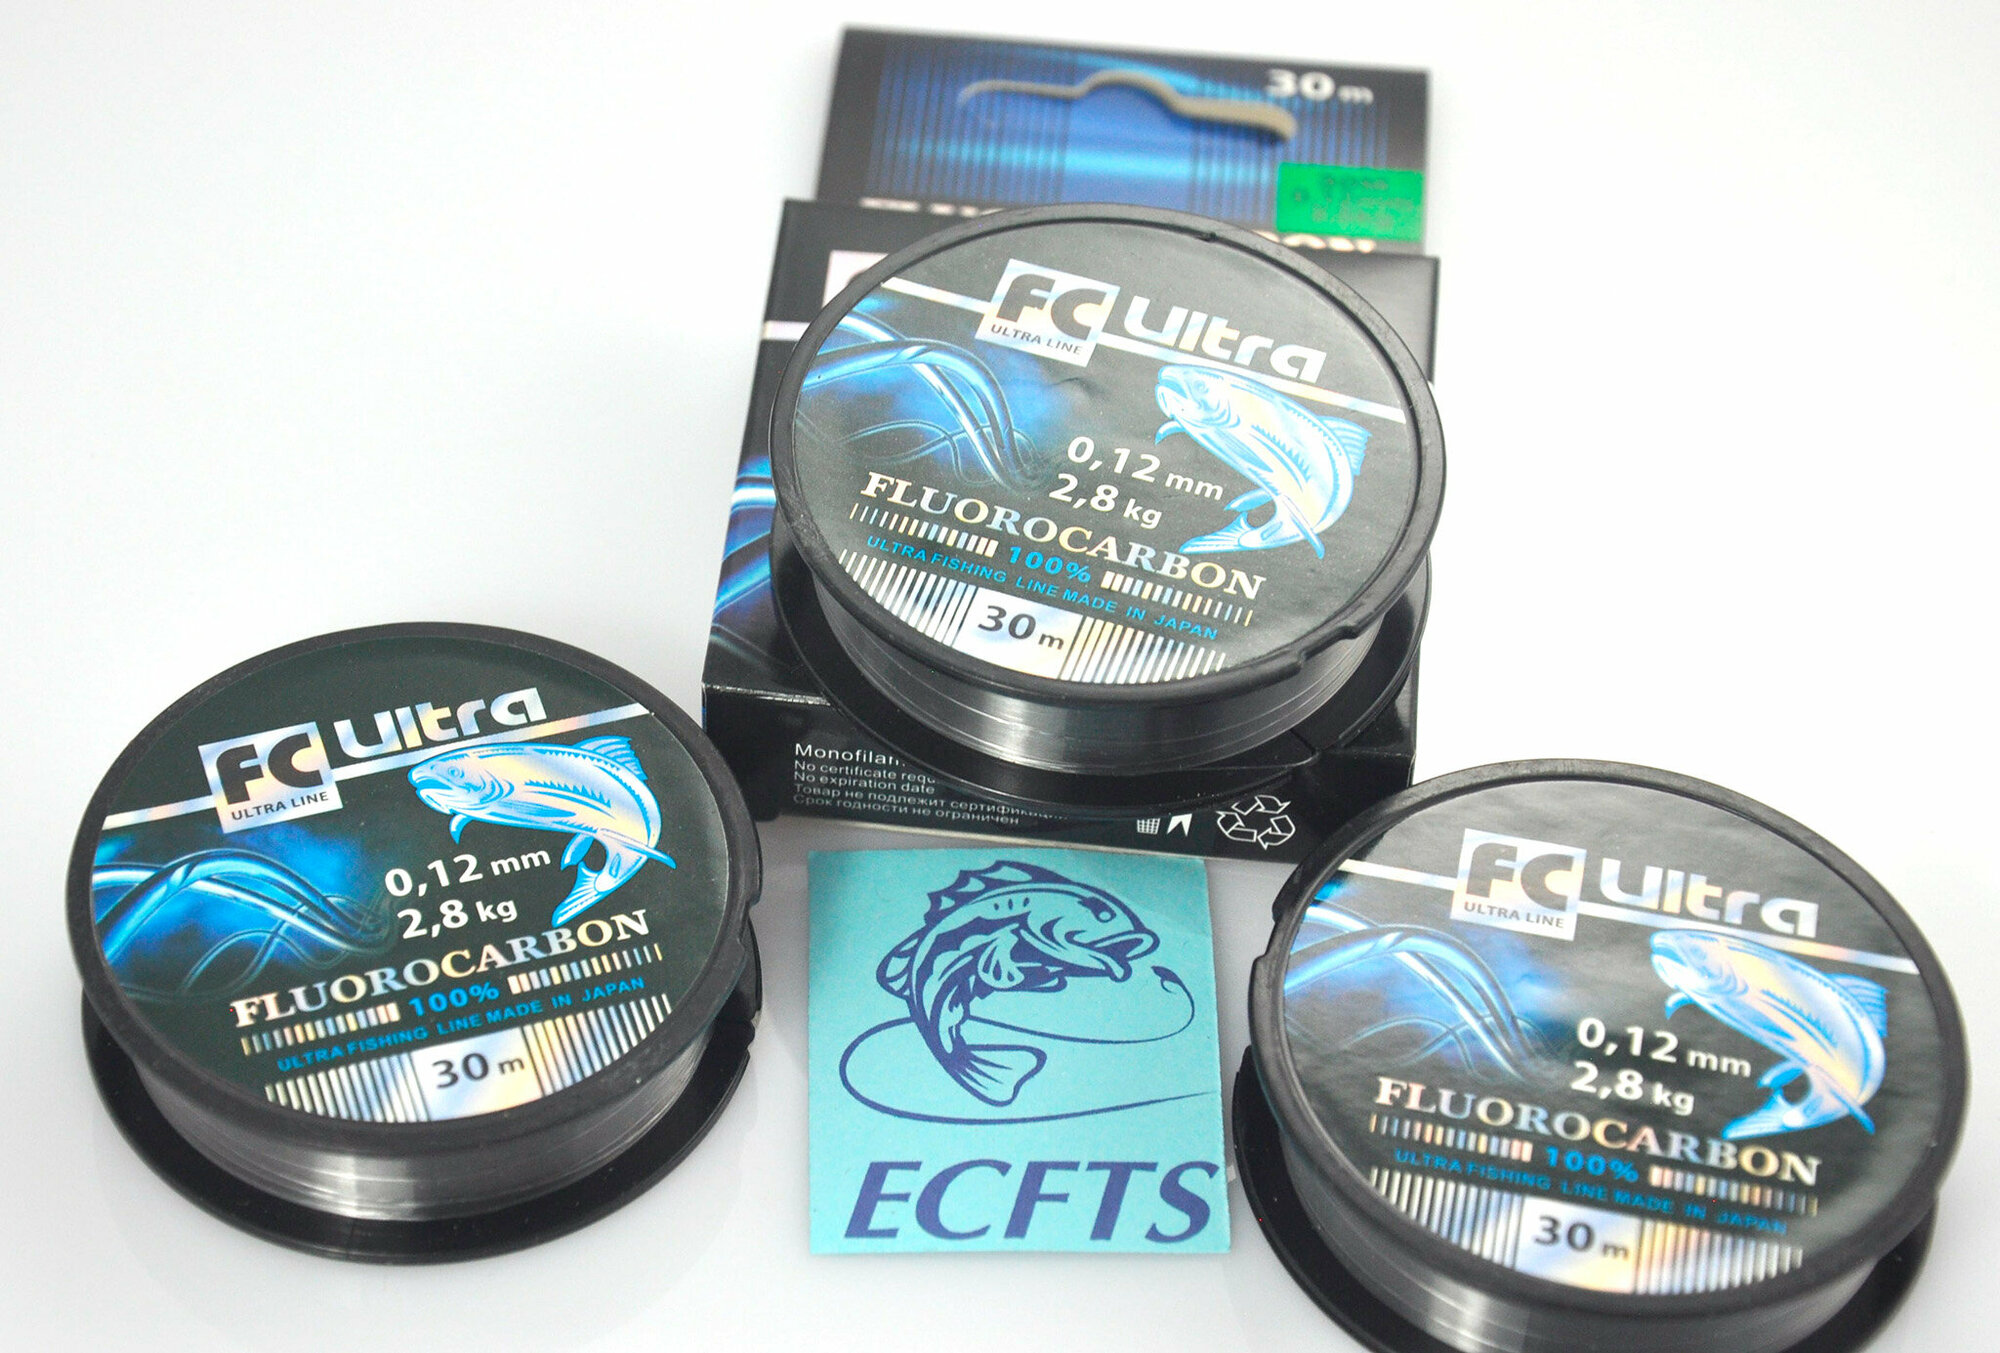 30 m
FC Ultra
ULTRA LINE
0,12 mm
2,8 kg
FLUOROCARBON
100%
ULTRA FISHING LINE MADE IN JAPAN
30 m
No certificate
No expiration date
Товар не подлежит
Срок годности не ограничен
FC Ultra
ULTRA LINE
0,12 mm
2,8 kg
FLUOROCARBON
100%
ULTRA FISHING LINE MADE IN JAPAN
30 m
ECFTS
FC Ultra
ULTRA LINE
0,12 mm
2,8 kg
FLUOROCARBON
100%
ULTRA FISHING LINE MADE IN JAPAN
30 m